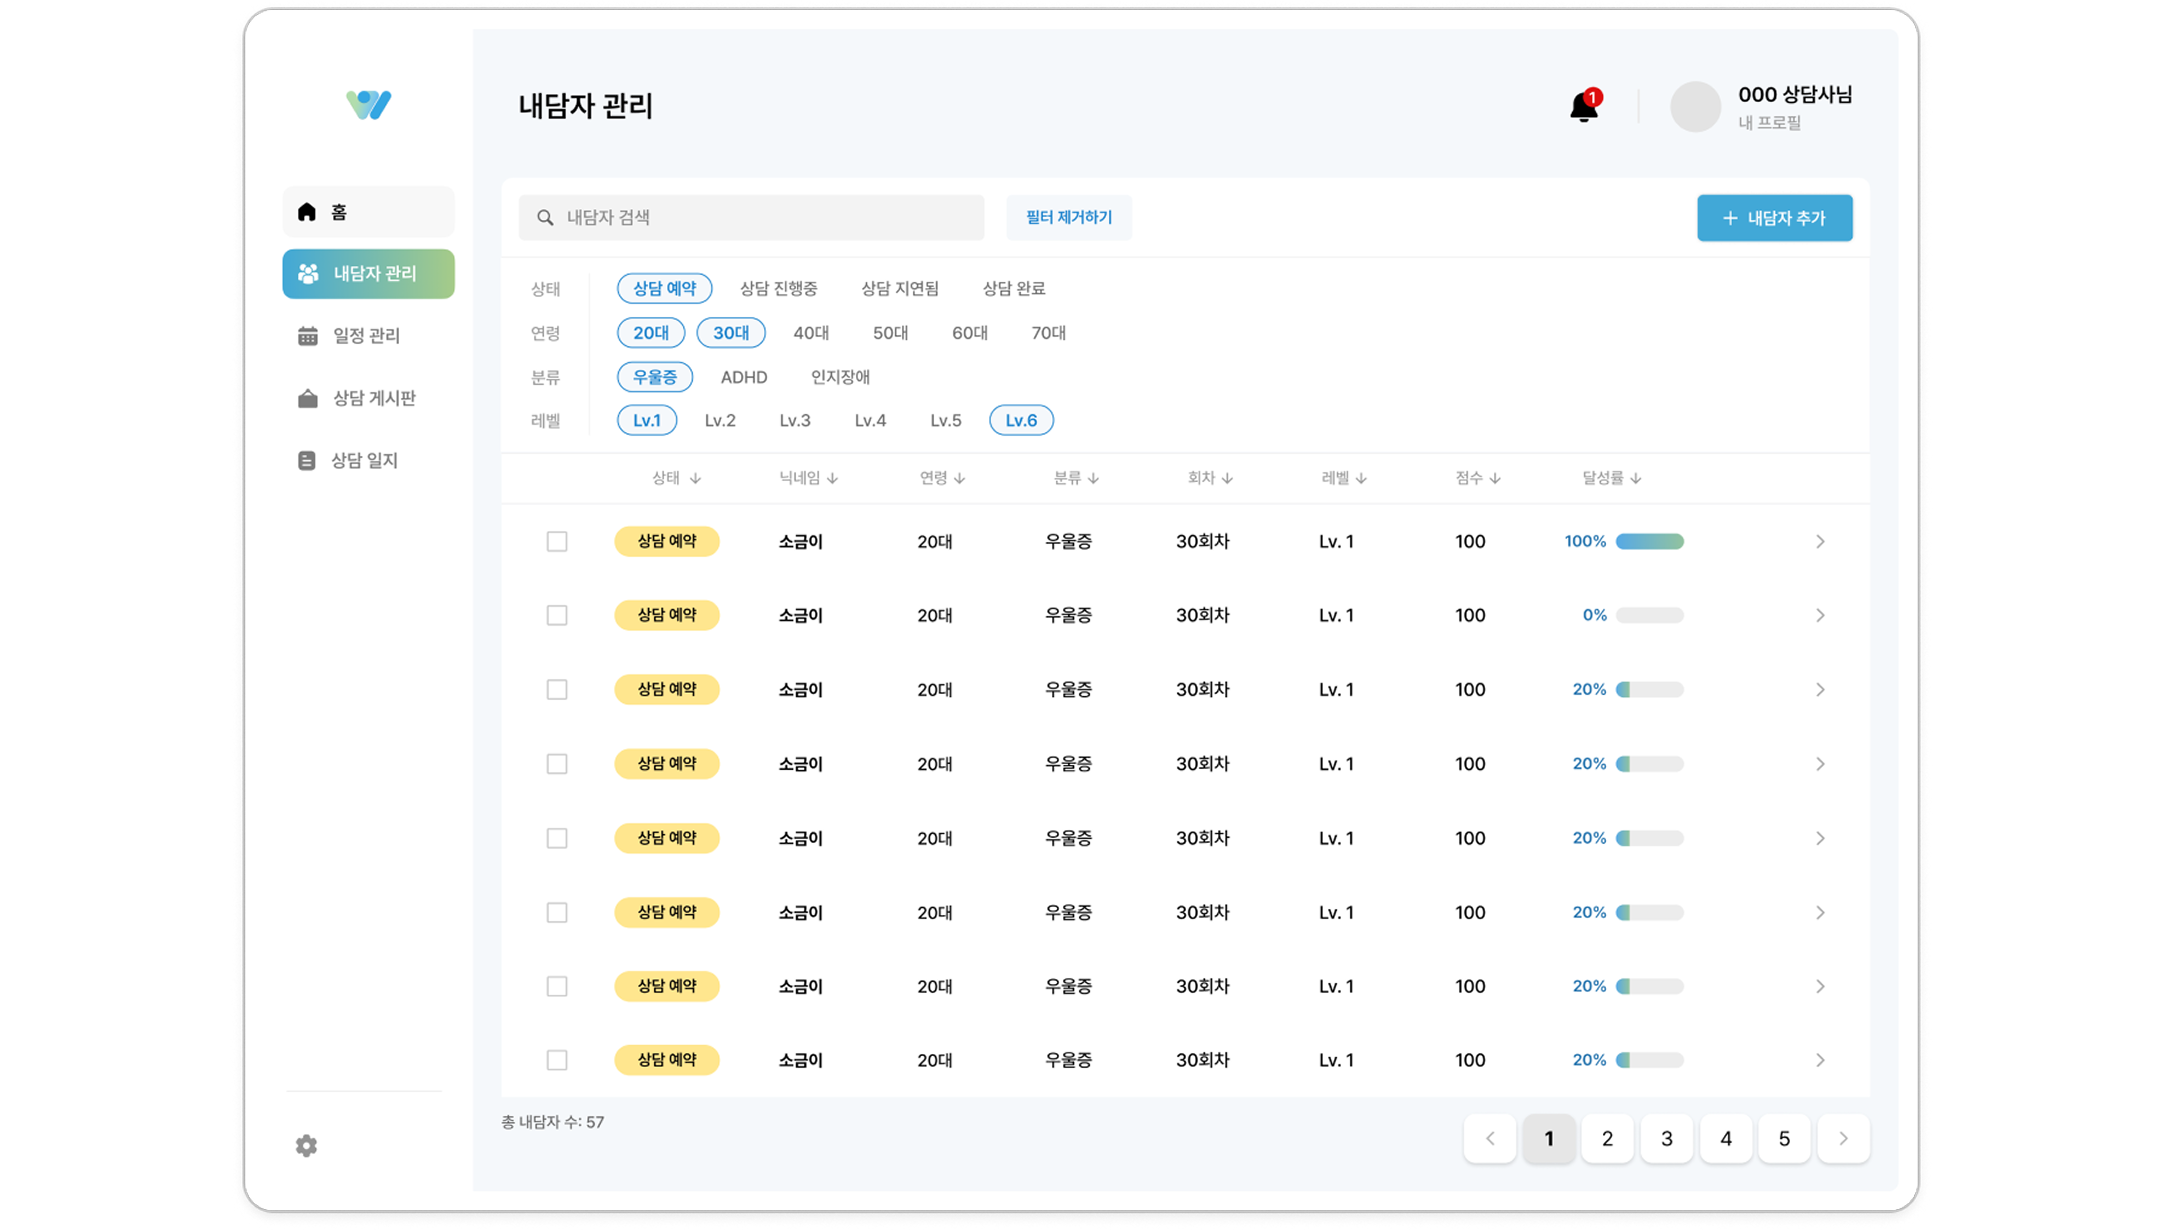 내담자 관리
1
000 상담사님
내 프로필
홈
내담자 관리
일정 관리
상담 게시판
상담 일지
내담자 검색
필터 제거하기
+ 내담자 추가
상태 상담 예약 상담 진행중 상담 지연됨 상담 완료
연령 20대 30대 40대 50대 60대 70대
분류 우울증 ADHD 인지장애
레벨 Lv.1 Lv.2 Lv.3 Lv.4 Lv.5 Lv.6
상태 ↓ 닉네임 ↓ 연령 ↓ 분류 ↓ 회차 ↓ 레벨 ↓ 점수 ↓ 달성률 ↓
상담 예약 소금이 20대 우울증 30회차 Lv. 1 100 100%
상담 예약 소금이 20대 우울증 30회차 Lv. 1 100 0%
상담 예약 소금이 20대 우울증 30회차 Lv. 1 100 20%
상담 예약 소금이 20대 우울증 30회차 Lv. 1 100 20%
상담 예약 소금이 20대 우울증 30회차 Lv. 1 100 20%
상담 예약 소금이 20대 우울증 30회차 Lv. 1 100 20%
상담 예약 소금이 20대 우울증 30회차 Lv. 1 100 20%
상담 예약 소금이 20대 우울증 30회차 Lv. 1 100 20%
총 내담자 수: 57
1 2 3 4 5